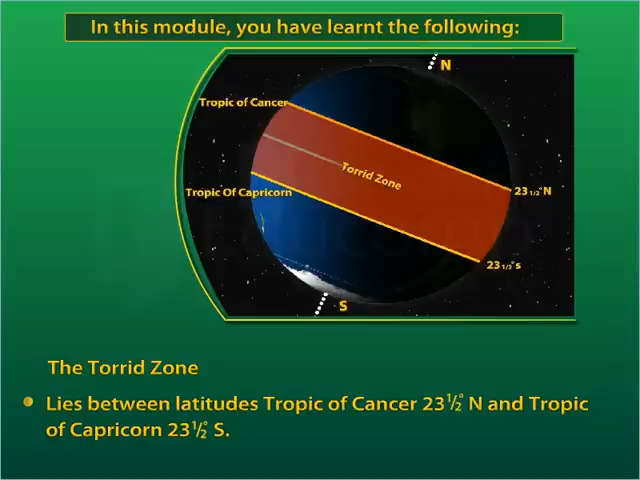 In this module, you have learnt the following:
N
Tropic of Cancer
Torrid Zone
Tropic Of Capricorn
23 1/2° N
23 1/2° s
S
The Torrid Zone
Lies between latitudes Tropic of Cancer 23½° N and Tropic
of Capricorn 23½° S.